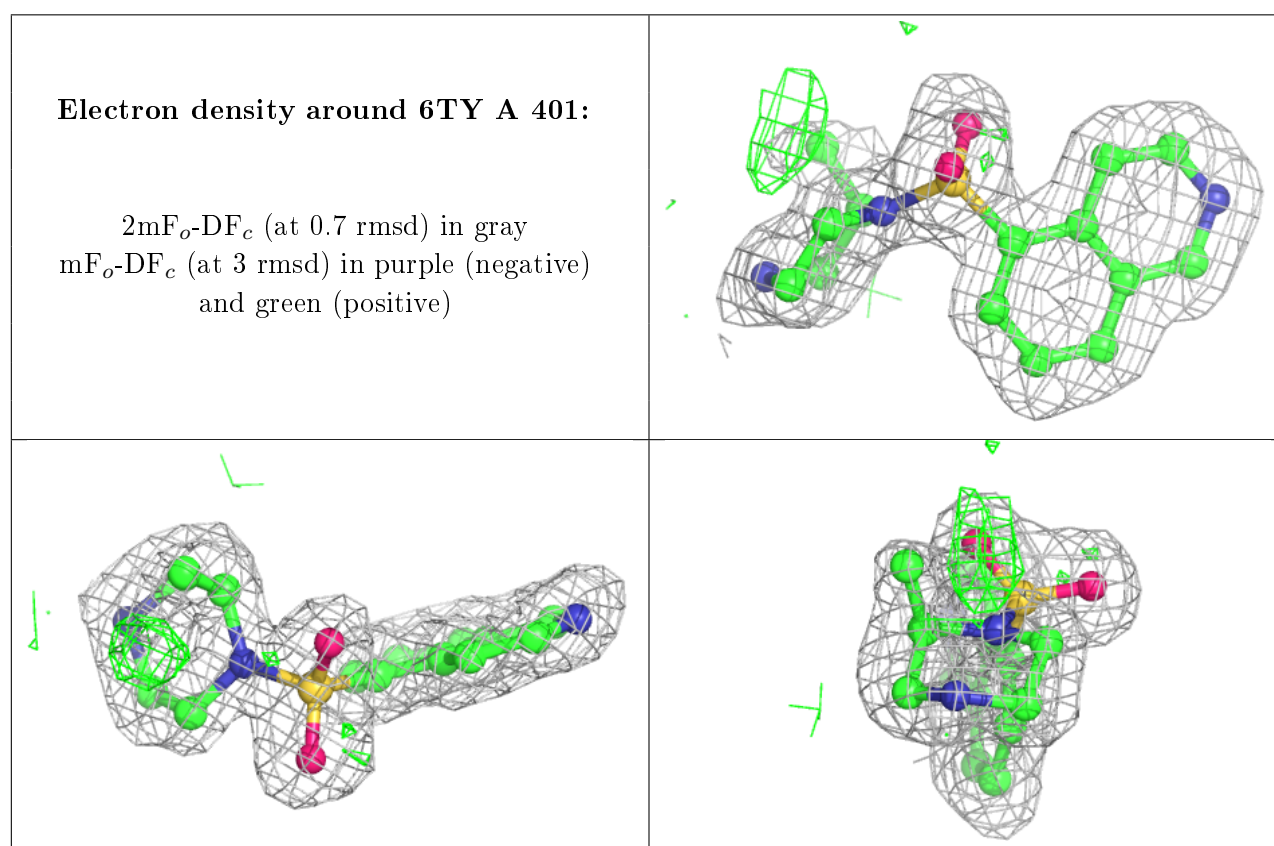 Electron density around 6TY A 401:
2mFo-DFc (at 0.7 rmsd) in gray
mFo-DFc (at 3 rmsd) in purple (negative)
and green (positive)